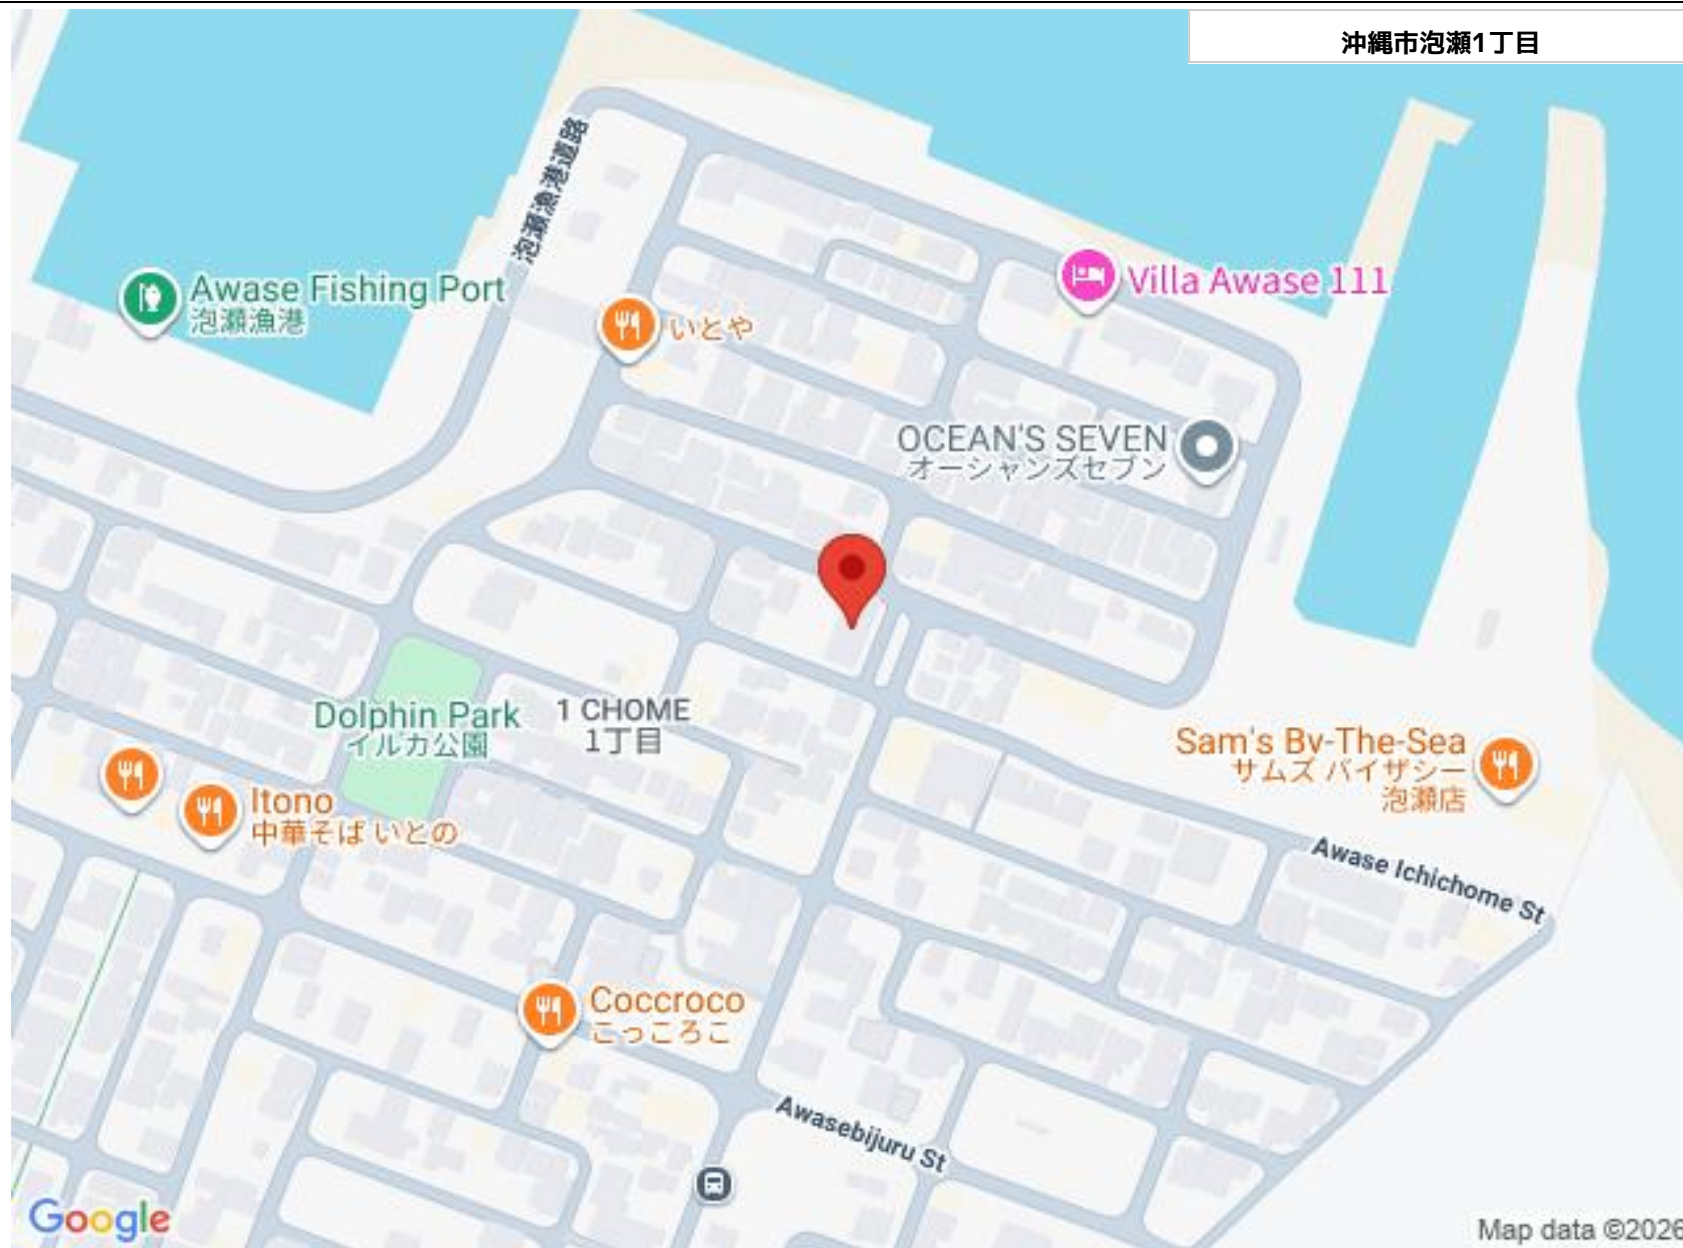 沖縄市泡瀬1丁目
泡瀬漁港道路
Awase Fishing Port
泡瀬漁港
いとや
Villa Awase 111
OCEAN'S SEVEN
オーシャンズセブン
Dolphin Park
イルカ公園
1 CHOME
1丁目
Sam's By-The-Sea
サムズ バイザシー
泡瀬店
Itono
中華そば いとの
Awase Ichichome St
Coccroco
こっころこ
Awasebijuru St
Google
Map data ©2026